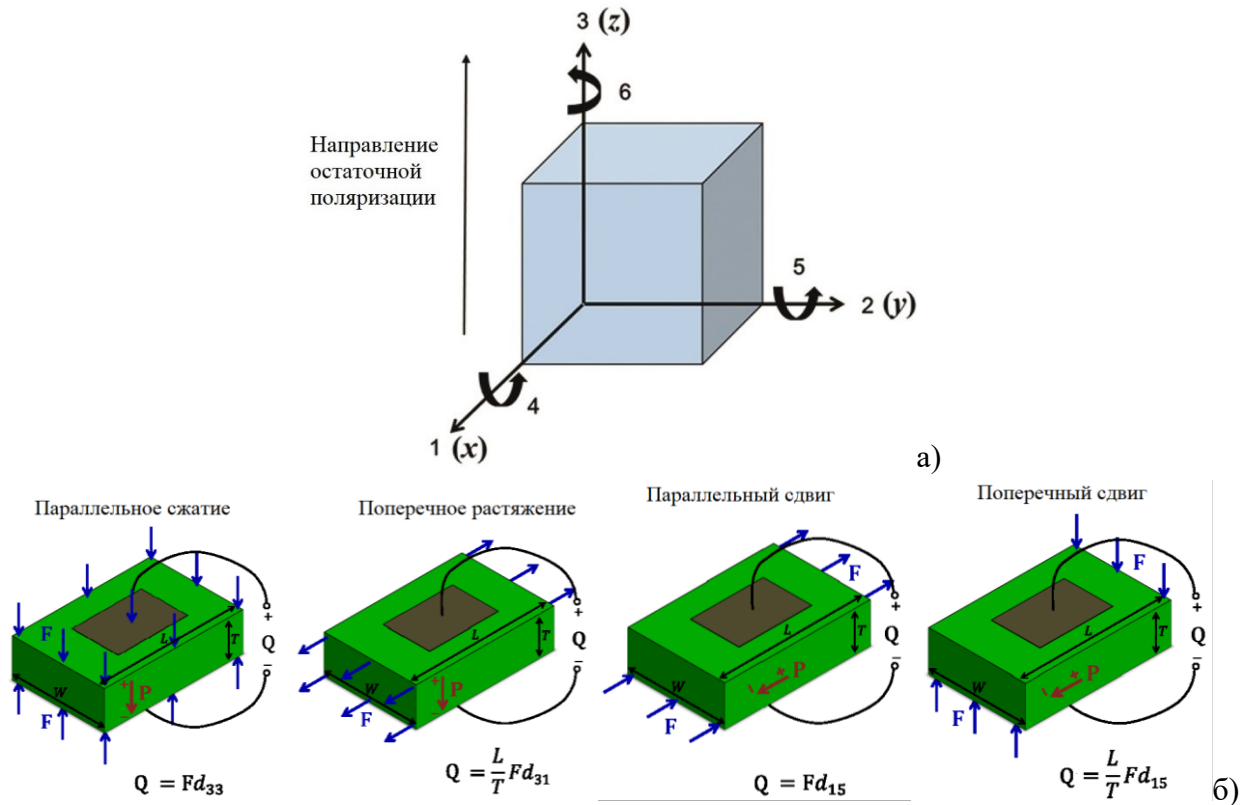 3 (z)
6
Направление
остаточной
поляризации
5
2 (y)
4
1 (x)
а)
Параллельное сжатие
Поперечное растяжение
Параллельный сдвиг
Поперечный сдвиг
F
L
T
W
+
Q
−
+
−
P
F
Q = Fd₃₃
L
T
W
F
+
Q
−
+
−
P
Q = L/T Fd₃₁
F
L
T
W
F
+
Q
−
+
−
P
Q = Fd₁₅
F
L
T
W
F
+
Q
−
+
−
P
Q = L/T Fd₁₅
б)